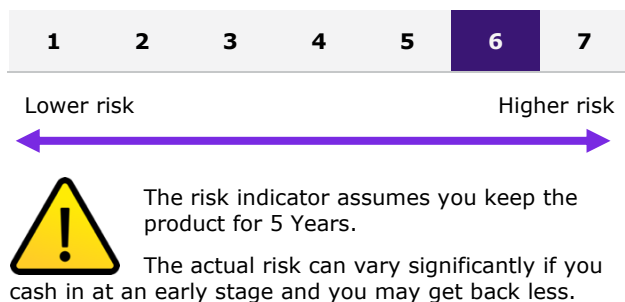 1 2 3 4 5 6 7
Lower risk Higher risk
The risk indicator assumes you keep the
product for 5 Years.
The actual risk can vary significantly if you
cash in at an early stage and you may get back less.